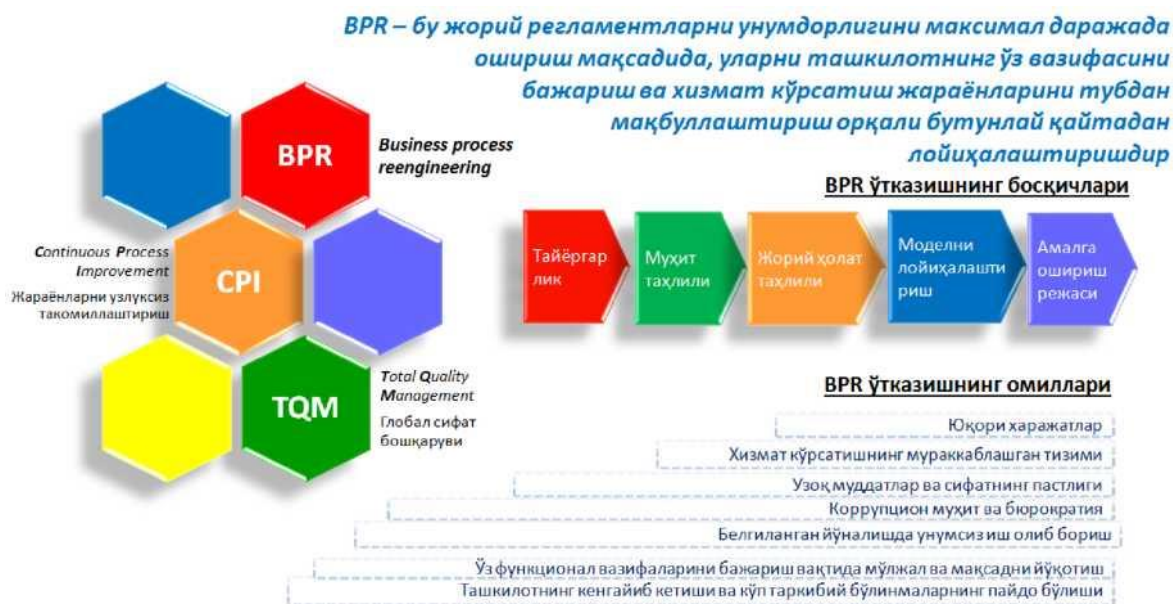 BPR – бу жорий регламентларни унумдорлигини максимал даражада
ошириш мақсадида, уларни ташкилотнинг ўз вазифасини
бажариш ва хизмат кўрсатиш жараёнларини тубдан
мақбуллаштириш орқали бутунлай қайтадан
лойиҳалаштиришдир
BPR
Business process
reengineering
Continuous Process
Improvement
Жараёнларни узлуксиз
такомиллаштириш
CPI
TQM
Total Quality
Management
Глобал сифат
бошқаруви
BPR ўтказишнинг босқичлари
Тайёргар
лик
Муҳит
таҳлили
Жорий ҳолат
таҳлили
Моделни
лойиҳалашти
риш
Амалга
ошириш
режаси
BPR ўтказишнинг омиллари
Юқори харажатлар
Хизмат кўрсатишнинг мураккаблашган тизими
Узоқ муддатлар ва сифатнинг пастлиги
Коррупцион муҳит ва бюрократия
Белгиланган йўналишда унумсиз иш олиб бориш
Ўз функционал вазифаларини бажариш вақтида мўлжал ва мақсадни йўқотиш
Ташкилотнинг кенгайиб кетиши ва кўп таркибий бўлинмаларнинг пайдо бўлиши